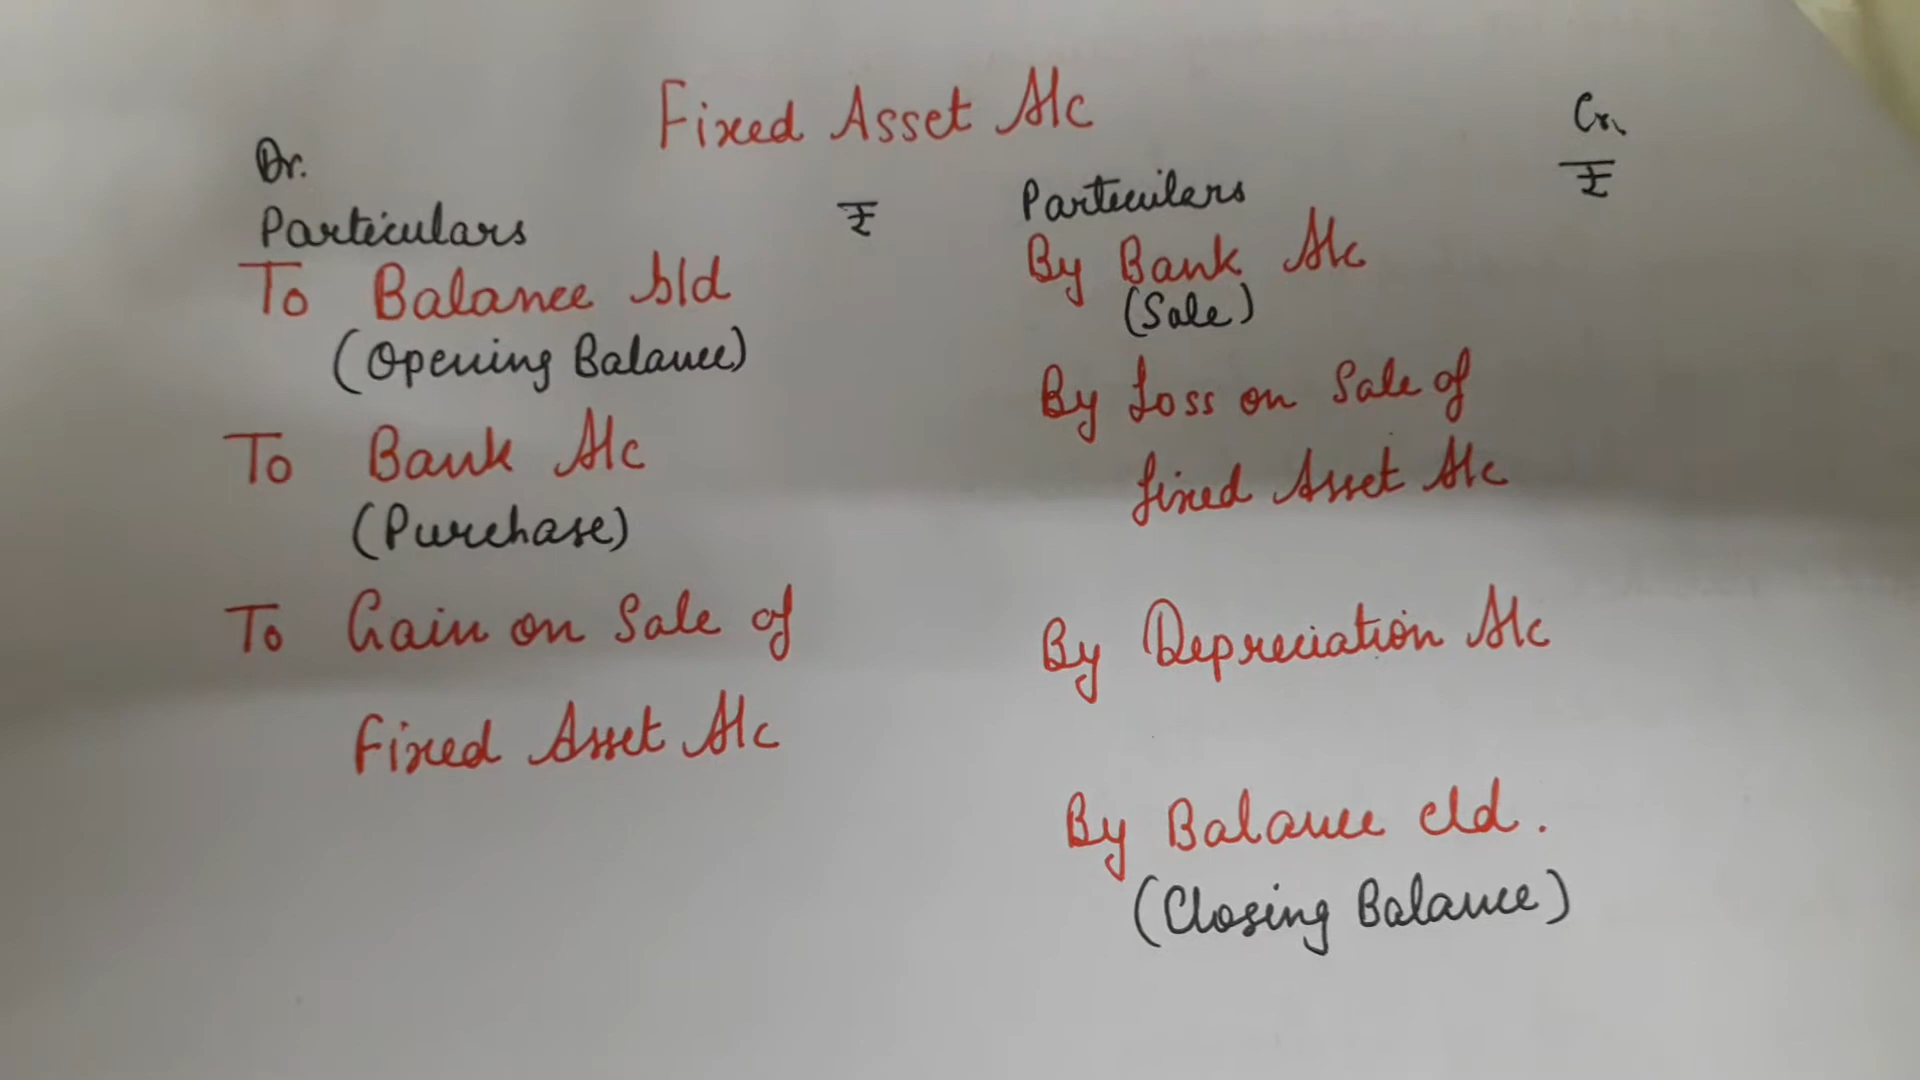 Fixed Asset A/c
Dr.
Cr.
Particulars ₹
Particulars ₹
To Balance b/d
(Opening Balance)
To Bank A/c
(Purchase)
To Gain on Sale of
Fixed Asset A/c
By Bank A/c
(Sale)
By Loss on Sale of
fixed Asset A/c
By Depreciation A/c
By Balance c/d.
(Closing Balance)